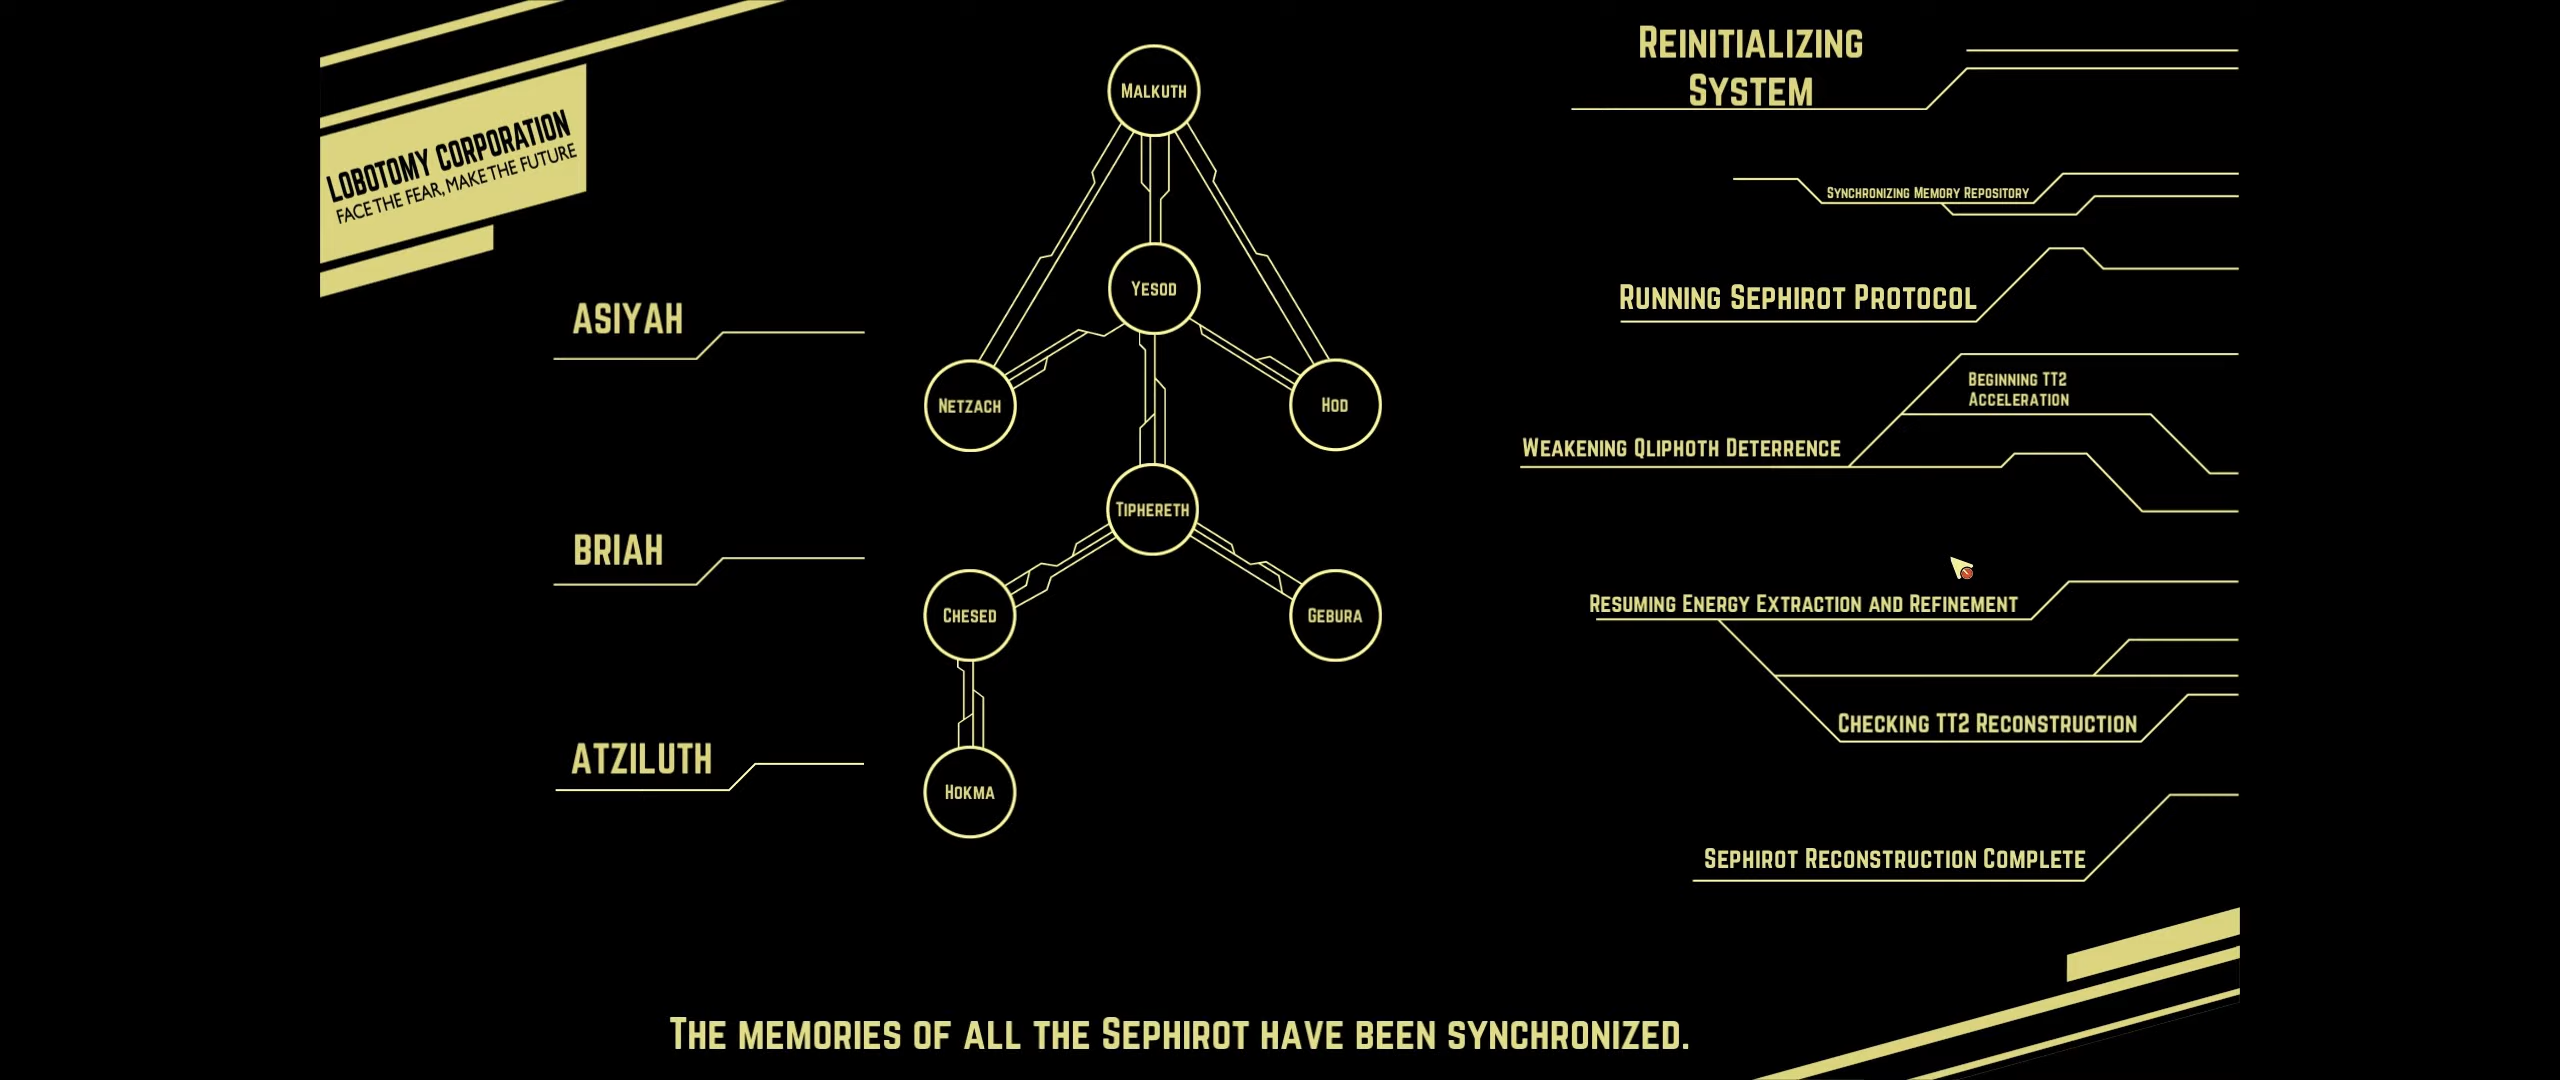 LOBOTOMY CORPORATION
FACE THE FEAR, MAKE THE FUTURE
ASIYAH
BRIAH
ATZILUTH
MALKUTH
YESOD
NETZACH
HOD
TIPHERETH
CHESED
GEBURA
HOKMA
REINITIALIZING
SYSTEM
SYNCHRONIZING MEMORY REPOSITORY
RUNNING SEPHIROT PROTOCOL
BEGINNING TT2
ACCELERATION
WEAKENING QLIPHOTH DETERRENCE
RESUMING ENERGY EXTRACTION AND REFINEMENT
CHECKING TT2 RECONSTRUCTION
SEPHIROT RECONSTRUCTION COMPLETE
THE MEMORIES OF ALL THE SEPHIROT HAVE BEEN SYNCHRONIZED.